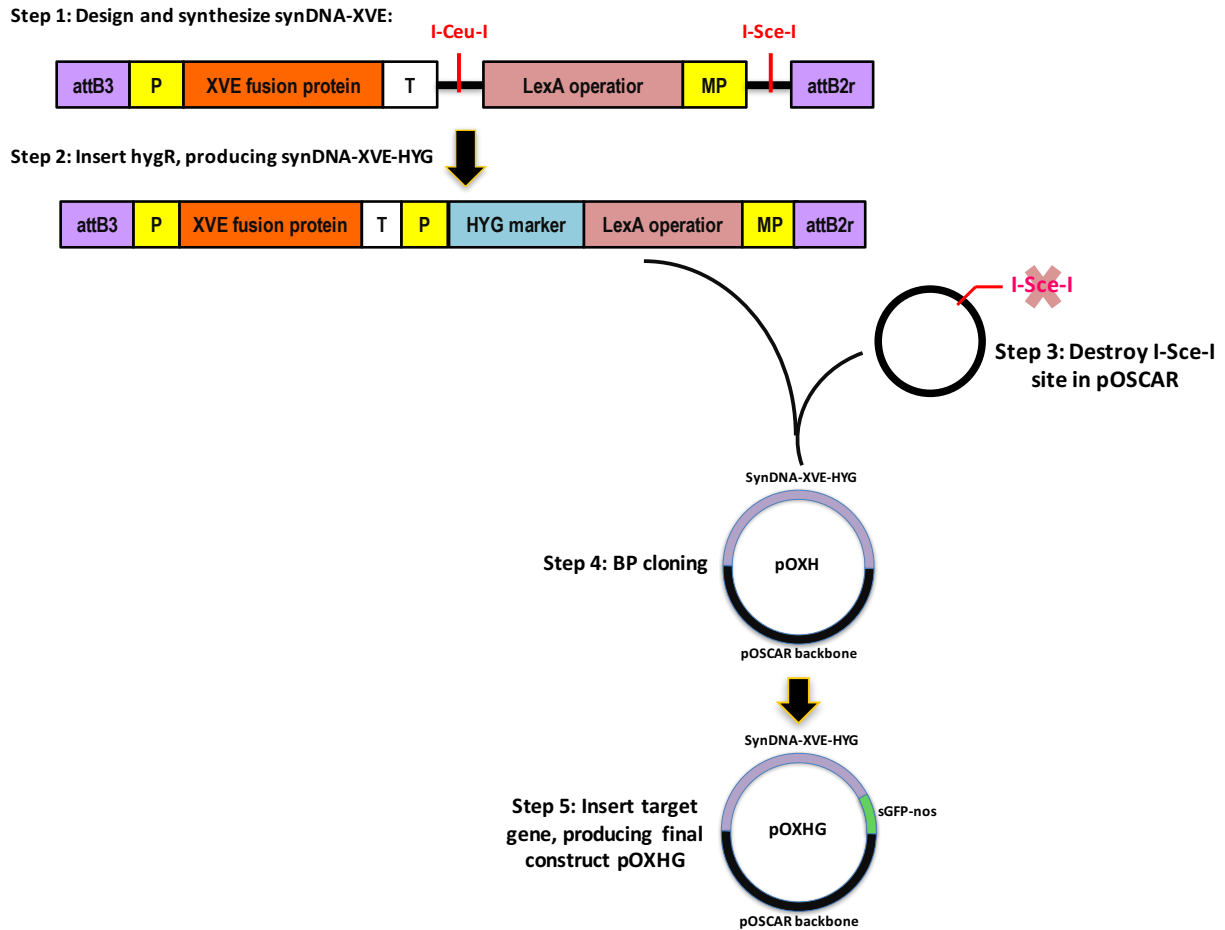 Step 1: Design and synthesize synDNA-XVE:
I-Ceu-I
I-Sce-I
attB3 P XVE fusion protein T LexA operatior MP attB2r
Step 2: Insert hygR, producing synDNA-XVE-HYG
attB3 P XVE fusion protein T P HYG marker LexA operatior MP attB2r
I-Sce-I
Step 3: Destroy I-Sce-I
site in pOSCAR
SynDNA-XVE-HYG
Step 4: BP cloning
pOXH
pOSCAR backbone
SynDNA-XVE-HYG
Step 5: Insert target
gene, producing final
construct pOXHG
sGFP-nos
pOXHG
pOSCAR backbone